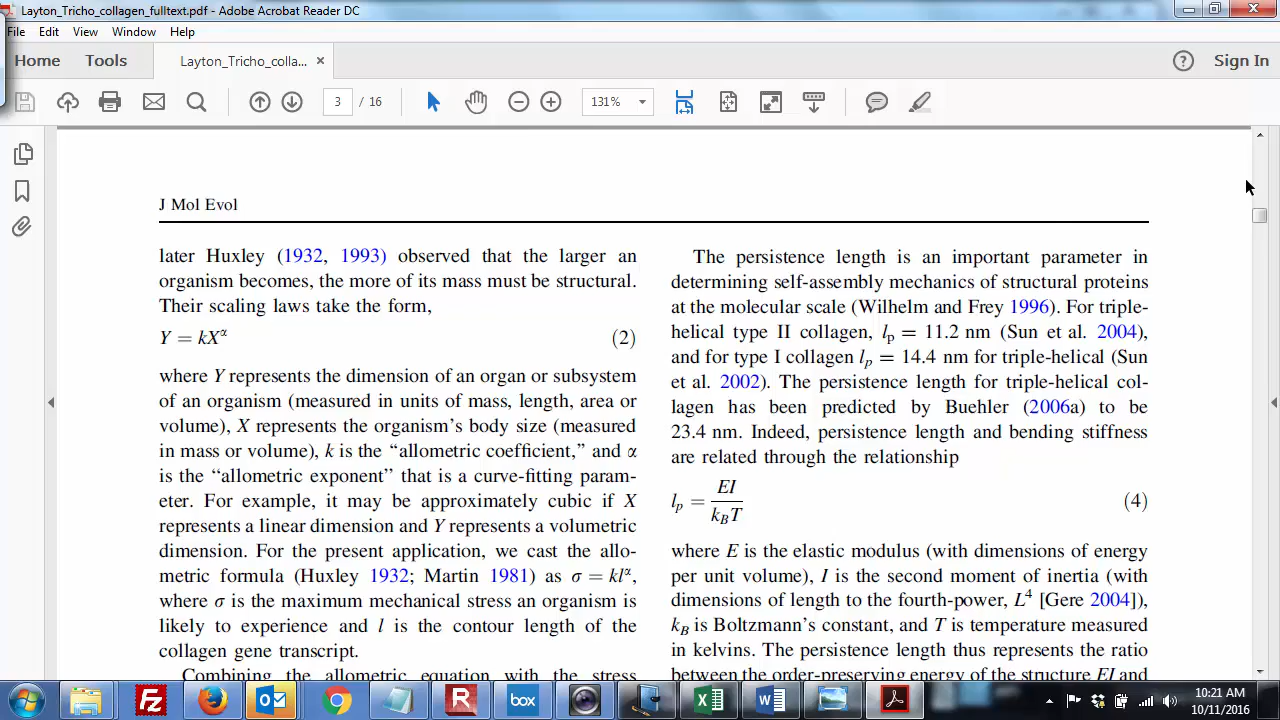 Layton_Tricho_collagen_fulltext.pdf - Adobe Acrobat Reader DC
File Edit View Window Help
Home Tools Layton_Tricho_colla... × ? Sign In
3 / 16 131%
J Mol Evol
later Huxley (1932, 1993) observed that the larger an
organism becomes, the more of its mass must be structural.
Their scaling laws take the form,
Y = kX^α (2)
where Y represents the dimension of an organ or subsystem
of an organism (measured in units of mass, length, area or
volume), X represents the organism's body size (measured
in mass or volume), k is the "allometric coefficient," and α
is the "allometric exponent" that is a curve-fitting param-
eter. For example, it may be approximately cubic if X
represents a linear dimension and Y represents a volumetric
dimension. For the present application, we cast the allo-
metric formula (Huxley 1932; Martin 1981) as σ = kl^α,
where σ is the maximum mechanical stress an organism is
likely to experience and l is the contour length of the
collagen gene transcript.
Combining the allometric equation with the stress
The persistence length is an important parameter in
determining self-assembly mechanics of structural proteins
at the molecular scale (Wilhelm and Frey 1996). For triple-
helical type II collagen, l_p = 11.2 nm (Sun et al. 2004),
and for type I collagen l_p = 14.4 nm for triple-helical (Sun
et al. 2002). The persistence length for triple-helical col-
lagen has been predicted by Buehler (2006a) to be
23.4 nm. Indeed, persistence length and bending stiffness
are related through the relationship
l_p = EI / k_BT (4)
where E is the elastic modulus (with dimensions of energy
per unit volume), I is the second moment of inertia (with
dimensions of length to the fourth-power, L^4 [Gere 2004]),
k_B is Boltzmann's constant, and T is temperature measured
in kelvins. The persistence length thus represents the ratio
between the order-preserving energy of the structure EI and
FZ O R box X W
10:21 AM
10/11/2016